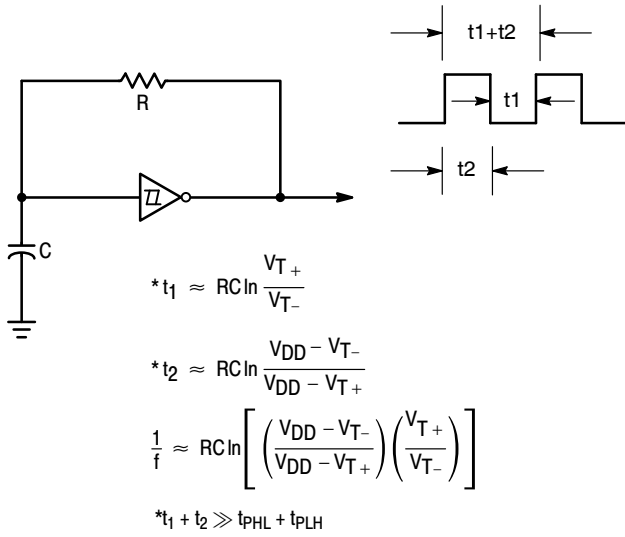 t1+t2
R
t1
t2
C
*t1 ≈ RC ln VT+ / VT−
*t2 ≈ RC ln VDD − VT− / VDD − VT+
1/f ≈ RC ln [ ( VDD − VT− / VDD − VT+ ) ( VT+ / VT− ) ]
*t1 + t2 ≫ tPHL + tPLH